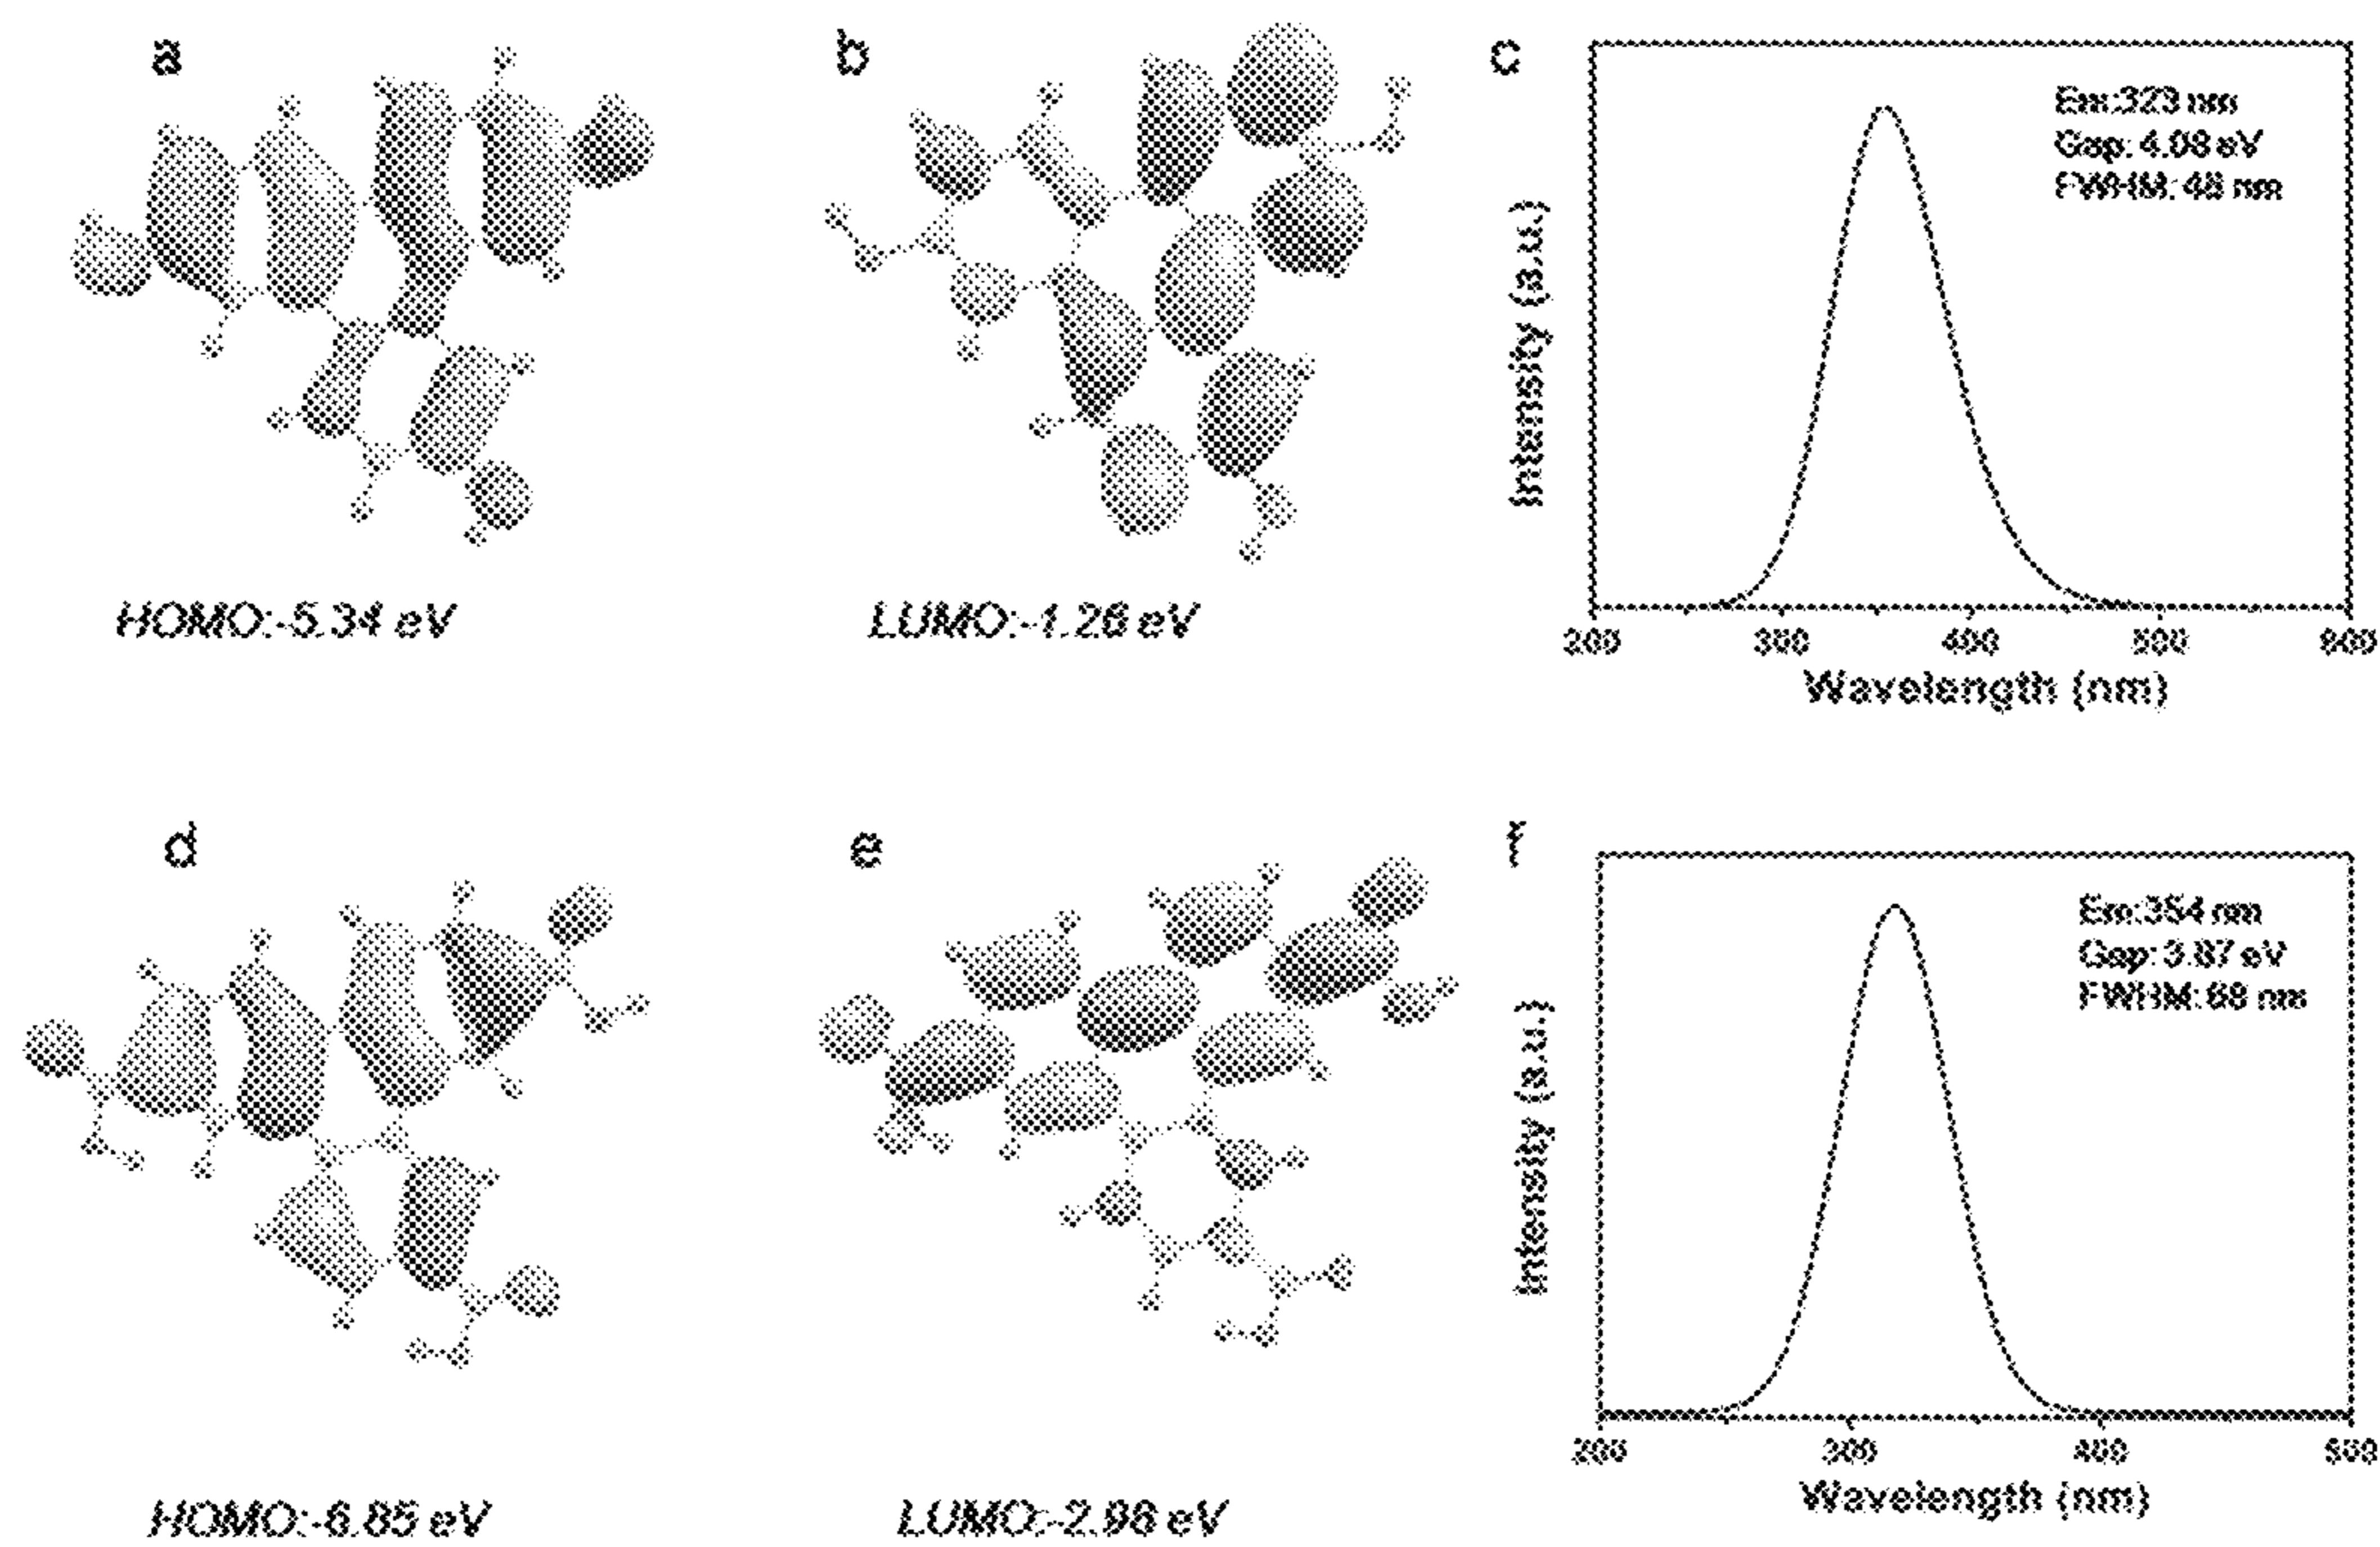 a
b
c
Em:323 nm
Gap: 4.08 eV
FWHM: 48 nm
Intensity (a.u.)
200 300 400 500 600
Wavelength (nm)
HOMO:-5.34 eV
LUMO:-1.26 eV
d
e
f
Em:354 nm
Gap: 3.87 eV
FWHM: 68 nm
Intensity (a.u.)
200 300 400 500
Wavelength (nm)
HOMO:-6.85 eV
LUMO:-2.98 eV